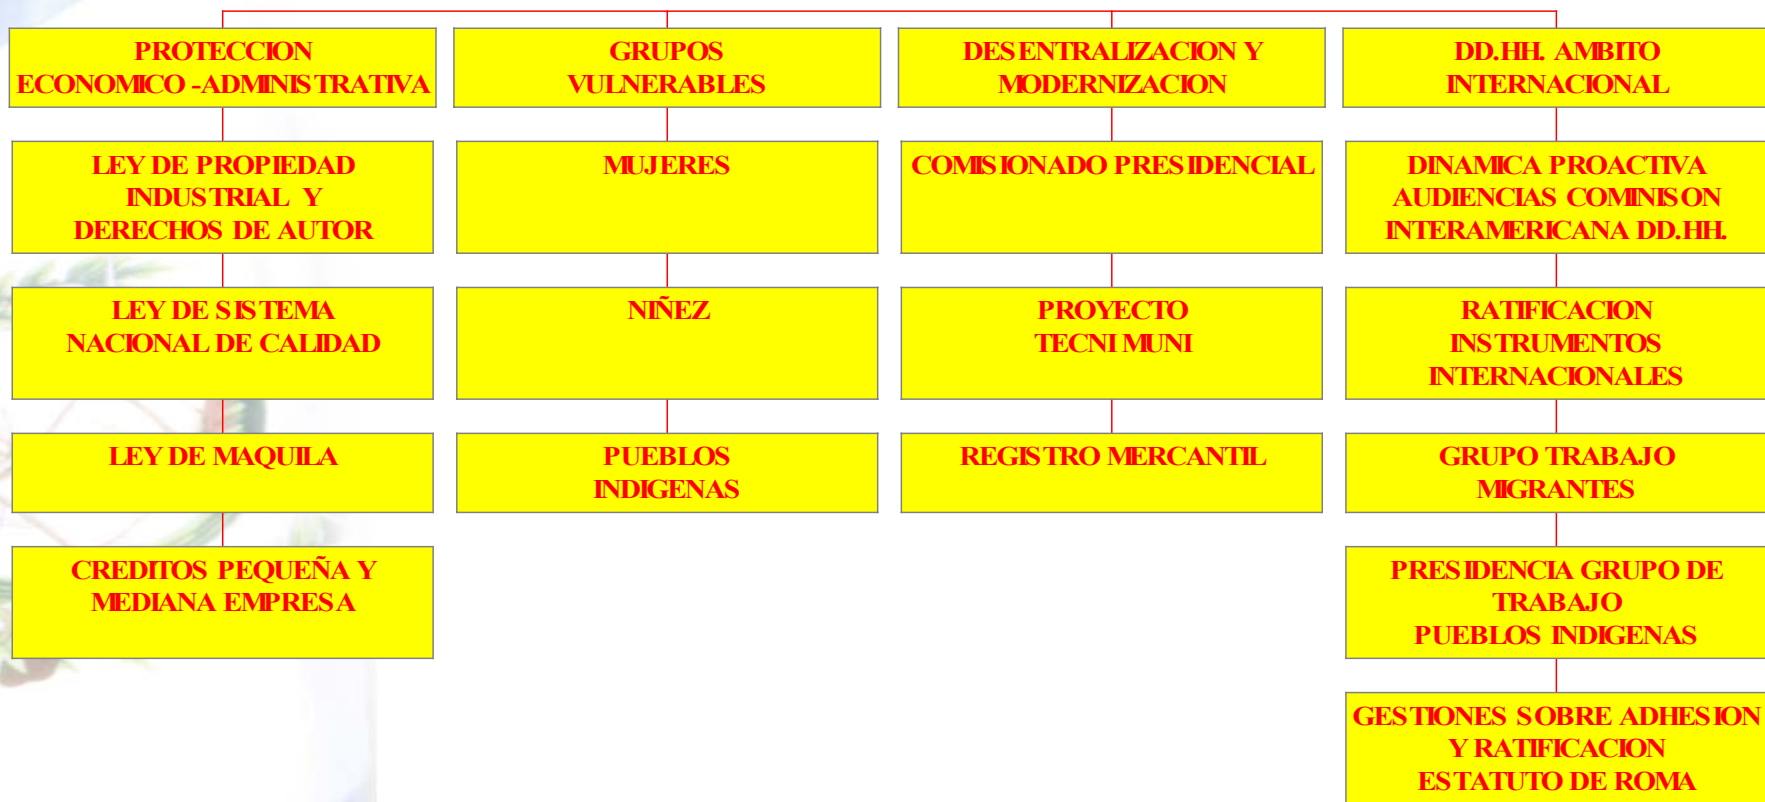 PROTECCION
ECONOMICO -ADMINISTRATIVA
GRUPOS
VULNERABLES
DESENTRALIZACION Y
MODERNIZACION
DD.HH. AMBITO
INTERNACIONAL
LEY DE PROPIEDAD
INDUSTRIAL Y
DERECHOS DE AUTOR
MUJERES
COMISIONADO PRESIDENCIAL
DINAMICA PROACTIVA
AUDIENCIAS COMINISON
INTERAMERICANA DD.HH.
LEY DE SISTEMA
NACIONAL DE CALIDAD
NIÑEZ
PROYECTO
TECNI MUNI
RATIFICACION
INSTRUMENTOS
INTERNACIONALES
LEY DE MAQUILA
PUEBLOS
INDIGENAS
REGISTRO MERCANTIL
GRUPO TRABAJO
MIGRANTES
CREDITOS PEQUEÑA Y
MEDIANA EMPRESA
PRESIDENCIA GRUPO DE
TRABAJO
PUEBLOS INDIGENAS
GESTIONES SOBRE ADHESION
Y RATIFICACION
ESTATUTO DE ROMA